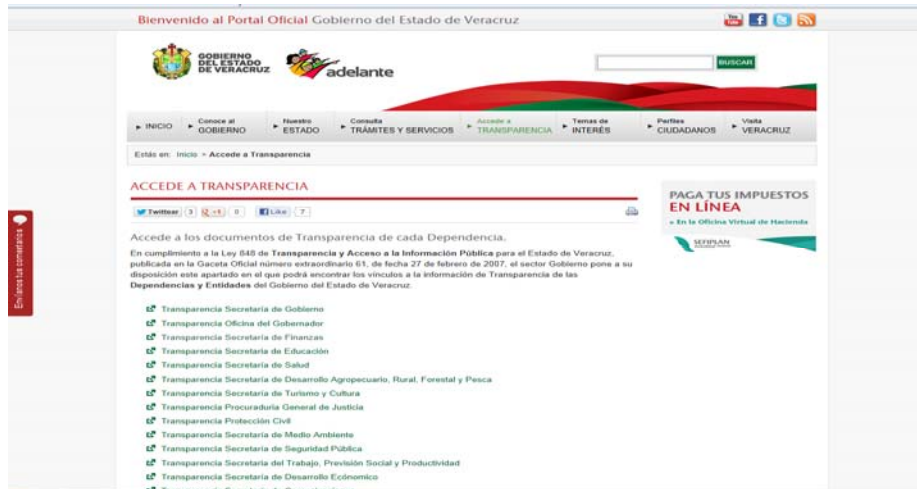 Bienvenido al Portal Oficial Gobierno del Estado de Veracruz
You Tube
GOBIERNO
DEL ESTADO
DE VERACRUZ
adelante
BUSCAR
INICIO
Conoce al
GOBIERNO
Nuestro
ESTADO
Consulta
TRÁMITES Y SERVICIOS
Accede a
TRANSPARENCIA
Temas de
INTERÉS
Perfiles
CIUDADANOS
Visita
VERACRUZ
Estás en: Inicio » Accede a Transparencia
ACCEDE A TRANSPARENCIA
Twittear 3 +1 0 Like 7
PAGA TUS IMPUESTOS
EN LÍNEA
» En la Oficina Virtual de Hacienda
SEFIPLAN
Envíanos tus comentarios
Accede a los documentos de Transparencia de cada Dependencia.
En cumplimiento a la Ley 848 de Transparencia y Acceso a la Información Pública para el Estado de Veracruz,
publicada en la Gaceta Oficial número extraordinario 61, de fecha 27 de febrero de 2007, el sector Gobierno pone a su
disposición este apartado en el que podrá encontrar los vínculos a la información de Transparencia de las
Dependencias y Entidades del Gobierno del Estado de Veracruz.
Transparencia Secretaría de Gobierno
Transparencia Oficina del Gobernador
Transparencia Secretaría de Finanzas
Transparencia Secretaría de Educación
Transparencia Secretaría de Salud
Transparencia Secretaría de Desarrollo Agropecuario, Rural, Forestal y Pesca
Transparencia Secretaría de Turismo y Cultura
Transparencia Procuraduría General de Justicia
Transparencia Protección Civil
Transparencia Secretaría de Medio Ambiente
Transparencia Secretaría de Seguridad Pública
Transparencia Secretaría del Trabajo, Previsión Social y Productividad
Transparencia Secretaría de Desarrollo Ecónomico